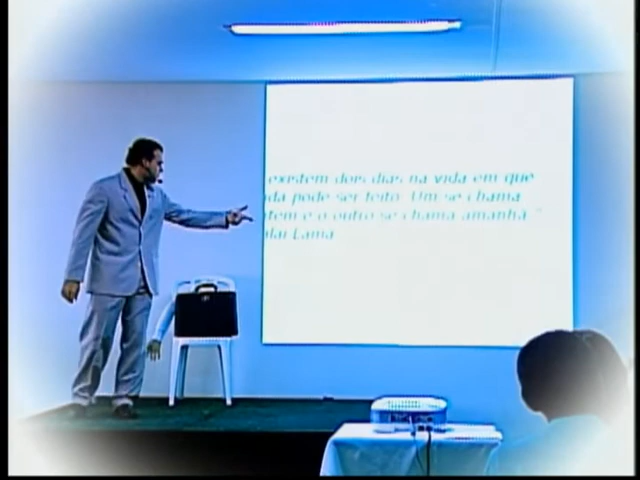 existem dois dias na vida em que
da pode ser feito. Um se chama
tem e o outro se chama amanhã."
lai Lama